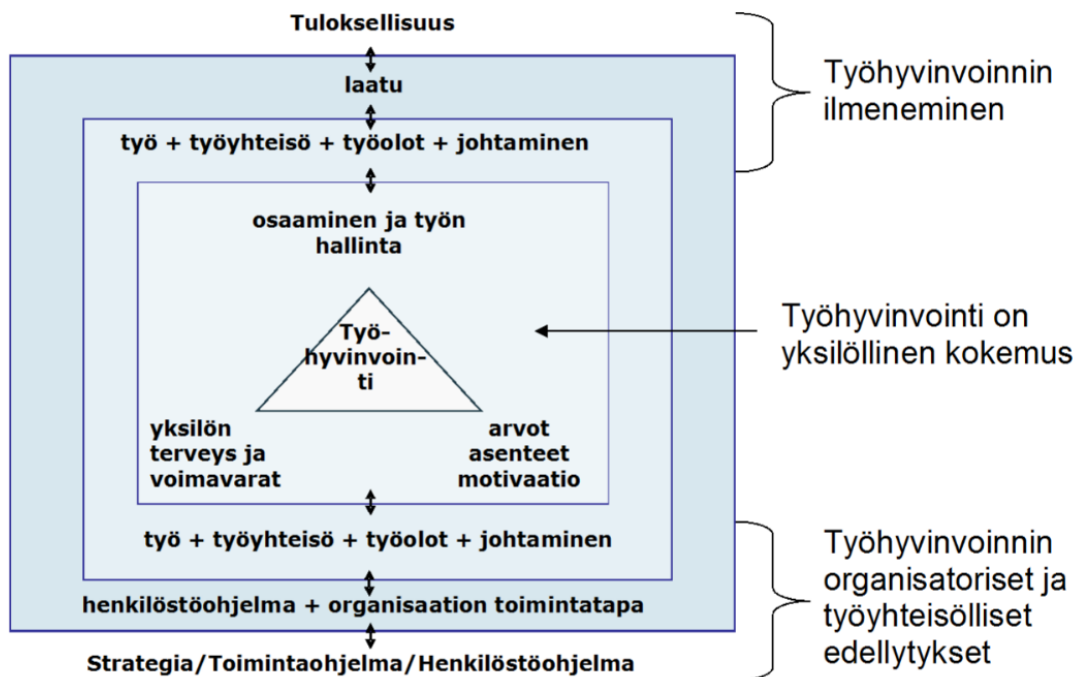 Tuloksellisuus
laatu
työ + työyhteisö + työolot + johtaminen
osaaminen ja työn
hallinta
Työ-
hyvinvoin-
ti
yksilön
terveys ja
voimavarat
arvot
asenteet
motivaatio
työ + työyhteisö + työolot + johtaminen
henkilöstöohjelma + organisaation toimintatapa
Strategia/Toimintaohjelma/Henkilöstöohjelma
Työhyvinvoinnin
ilmeneminen
Työhyvinvointi on
yksilöllinen kokemus
Työhyvinvoinnin
organisatoriset ja
työyhteisölliset
edellytykset